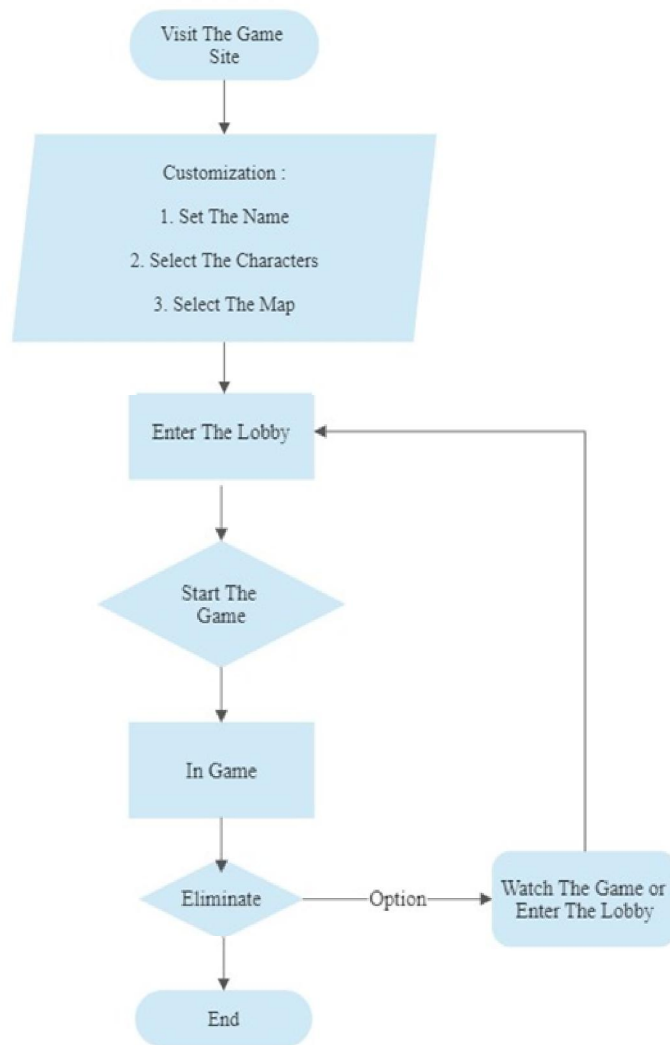 Visit The Game
Site
Customization :
1. Set The Name
2. Select The Characters
3. Select The Map
Enter The Lobby
Start The
Game
In Game
Eliminate
Option
Watch The Game or
Enter The Lobby
End